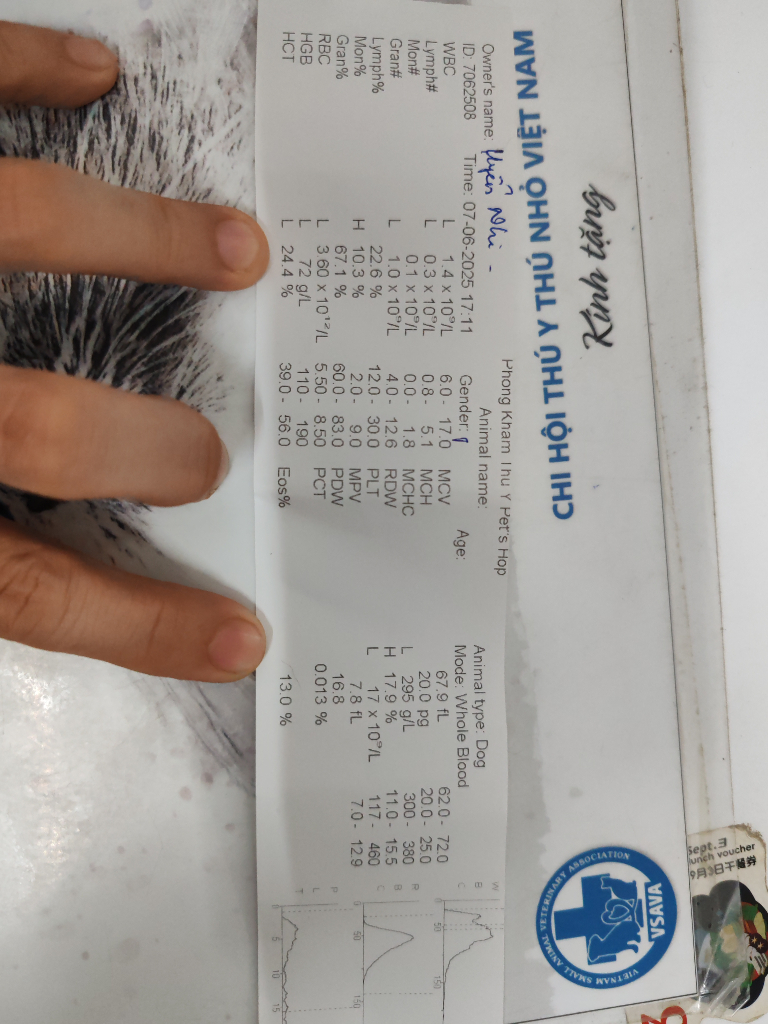 Kính tặng
CHI HỘI THÚ Y THÚ NHỎ VIỆT NAM
VIETNAM SMALL ANIMAL VETERINARY ASSOCIATION
VSAVA
Phong Kham Thu Y Pet's Hop
Owner's name: Uyên Nhi - Animal name: Animal type: Dog
ID: 7062508 Time: 07-06-2025 17:11 Gender: Age: Mode: Whole Blood
WBC L 1.4 x 10⁹/L 6.0 - 17.0 MCV 67.9 fL 62.0 - 72.0
Lymph# L 0.3 x 10⁹/L 0.8 - 5.1 MCH 20.0 pg 20.0 - 25.0
Mon# 0.1 x 10⁹/L 0.0 - 1.8 MCHC L 295 g/L 300 - 380
Gran# L 1.0 x 10⁹/L 4.0 - 12.6 RDW H 17.9 % 11.0 - 15.5
Lymph% 22.6 % 12.0 - 30.0 PLT L 17 x 10⁹/L 117 - 460
Mon% H 10.3 % 2.0 - 9.0 MPV 7.8 fL 7.0 - 12.9
Gran% 67.1 % 60.0 - 83.0 PDW 16.8
RBC L 3.60 x 10¹²/L 5.50 - 8.50 PCT 0.013 %
HGB L 72 g/L 110 - 190
HCT L 24.4 % 39.0 - 56.0 Eos% 13.0 %
WBC
0 50 150
RBC
0 50 150
PLT
0 5 10 15
Sept.3
lunch voucher
9月3日午餐券